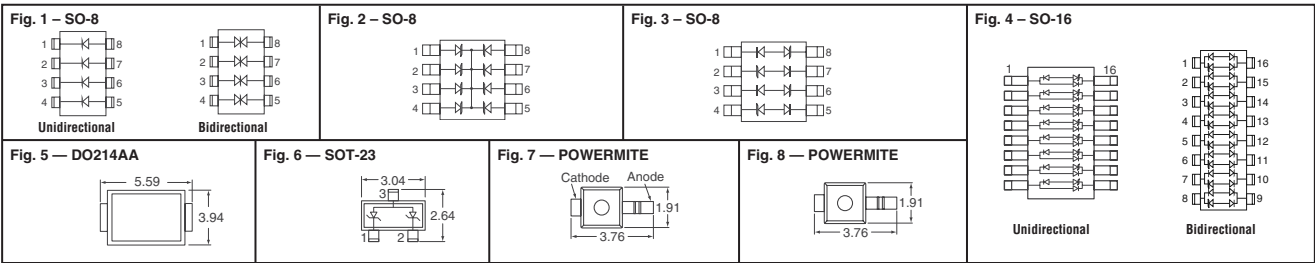 Fig. 1 – SO-8
1 8
2 7
3 6
4 5
Unidirectional
1 8
2 7
3 6
4 5
Bidirectional
Fig. 2 – SO-8
1 8
2 7
3 6
4 5
Fig. 3 – SO-8
1 8
2 7
3 6
4 5
Fig. 4 – SO-16
1 16
Unidirectional
1 16
2 15
3 14
4 13
5 12
6 11
7 10
8 9
Bidirectional
Fig. 5 — DO214AA
5.59
3.94
Fig. 6 — SOT-23
3.04
3
2.64
1 2
Fig. 7 — POWERMITE
Cathode Anode
1.91
3.76
Fig. 8 — POWERMITE
1.91
3.76